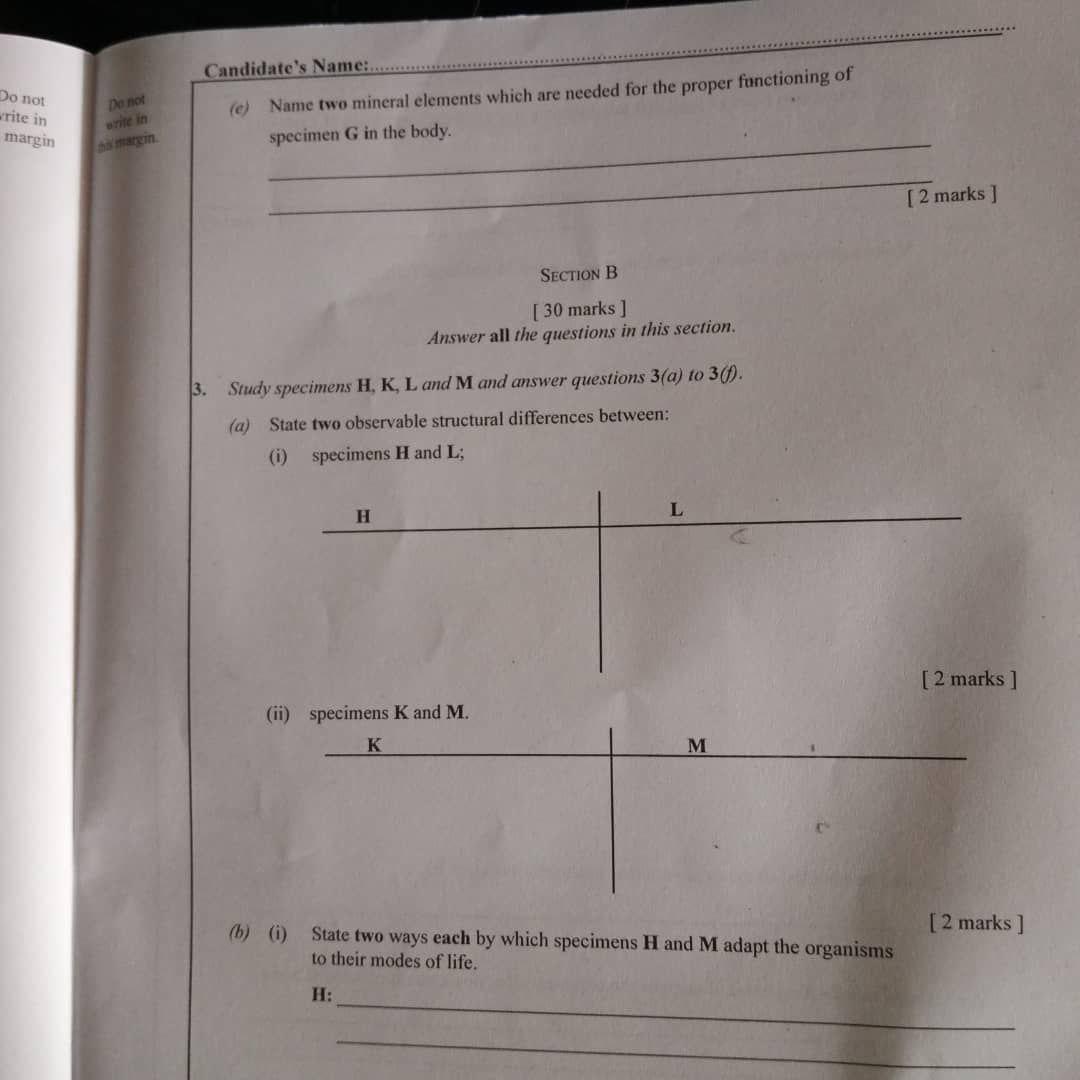 Candidate's Name:
Do not
write in
margin
Do not
write in
this margin.
(e) Name two mineral elements which are needed for the proper functioning of
specimen G in the body.
[ 2 marks ]
SECTION B
[ 30 marks ]
Answer all the questions in this section.
3. Study specimens H, K, L and M and answer questions 3(a) to 3(f).
(a) State two observable structural differences between:
(i) specimens H and L;
H L
[ 2 marks ]
(ii) specimens K and M.
K M
[ 2 marks ]
(b) (i) State two ways each by which specimens H and M adapt the organisms
to their modes of life.
H: